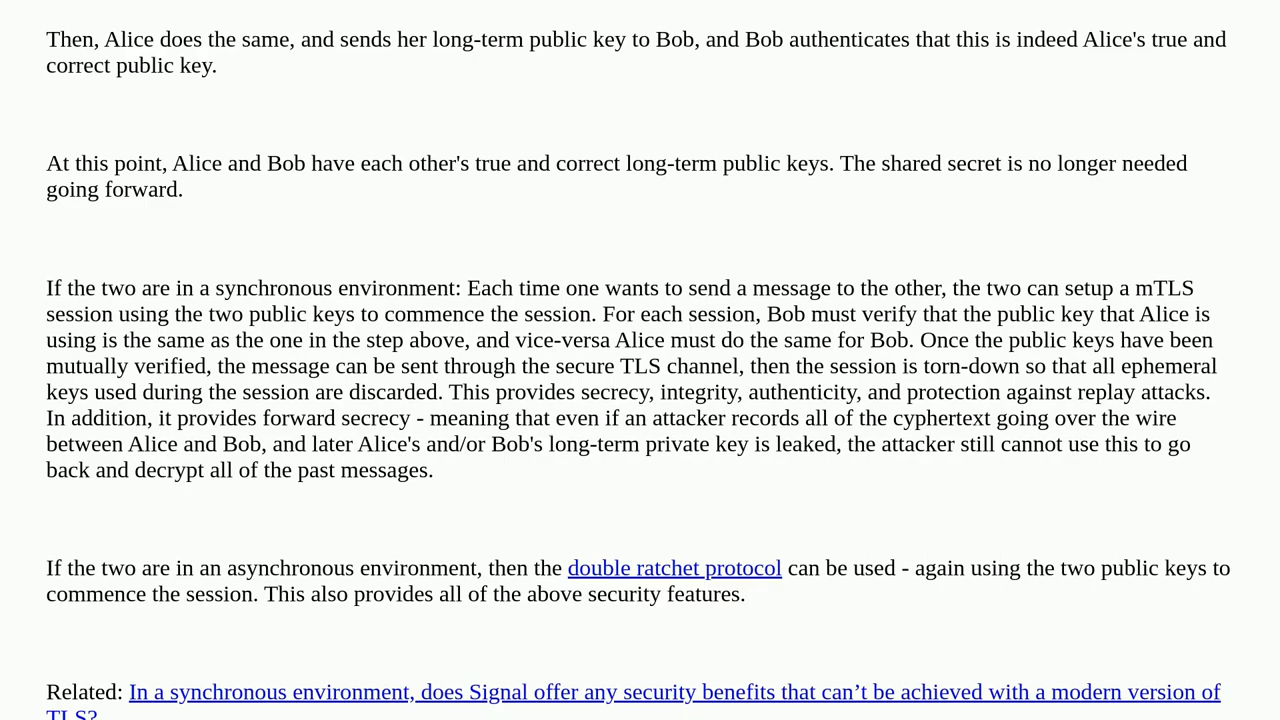 Then, Alice does the same, and sends her long-term public key to Bob, and Bob authenticates that this is indeed Alice's true and
correct public key.
At this point, Alice and Bob have each other's true and correct long-term public keys. The shared secret is no longer needed
going forward.
If the two are in a synchronous environment: Each time one wants to send a message to the other, the two can setup a mTLS
session using the two public keys to commence the session. For each session, Bob must verify that the public key that Alice is
using is the same as the one in the step above, and vice-versa Alice must do the same for Bob. Once the public keys have been
mutually verified, the message can be sent through the secure TLS channel, then the session is torn-down so that all ephemeral
keys used during the session are discarded. This provides secrecy, integrity, authenticity, and protection against replay attacks.
In addition, it provides forward secrecy - meaning that even if an attacker records all of the cyphertext going over the wire
between Alice and Bob, and later Alice's and/or Bob's long-term private key is leaked, the attacker still cannot use this to go
back and decrypt all of the past messages.
If the two are in an asynchronous environment, then the double ratchet protocol can be used - again using the two public keys to
commence the session. This also provides all of the above security features.
Related: In a synchronous environment, does Signal offer any security benefits that can’t be achieved with a modern version of
TLS?